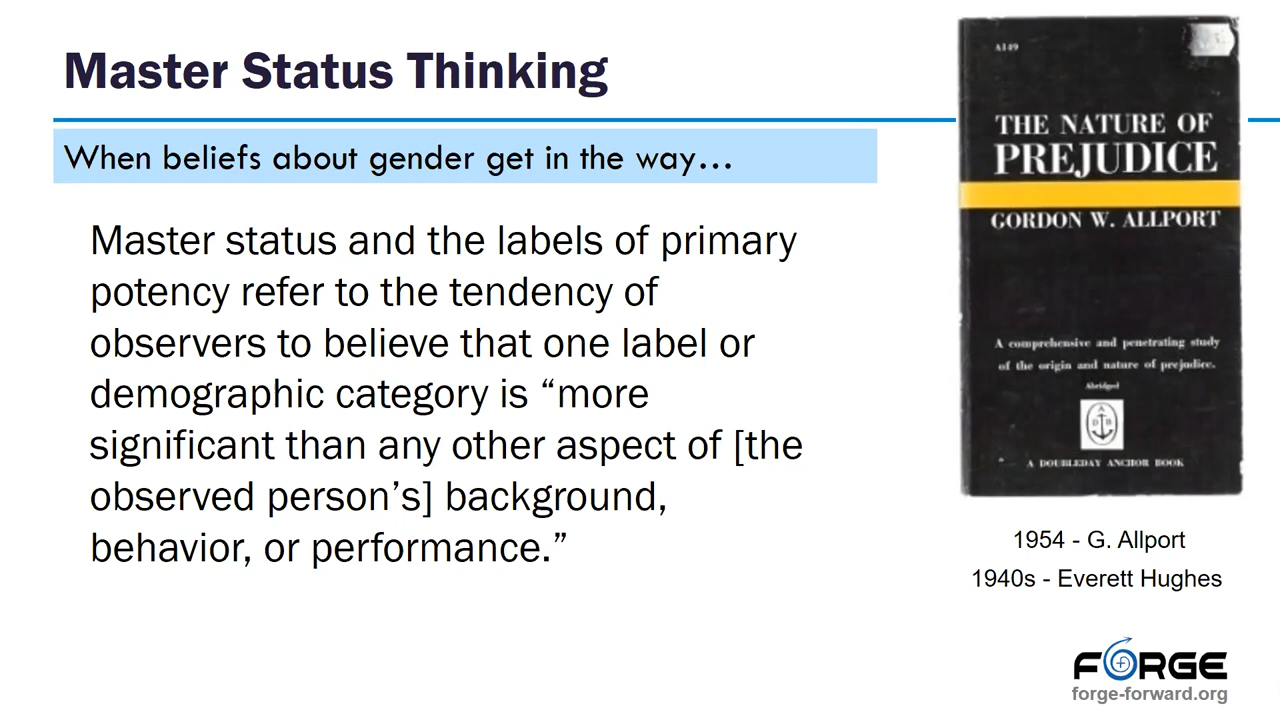 Master Status Thinking
When beliefs about gender get in the way…
Master status and the labels of primary
potency refer to the tendency of
observers to believe that one label or
demographic category is “more
significant than any other aspect of [the
observed person’s] background,
behavior, or performance.”
A149
THE NATURE OF
PREJUDICE
GORDON W. ALLPORT
A comprehensive and penetrating study
of the origin and nature of prejudice.
Abridged
A
D B
A DOUBLEDAY ANCHOR BOOK
1954 - G. Allport
1940s - Everett Hughes
FORGE
forge-forward.org